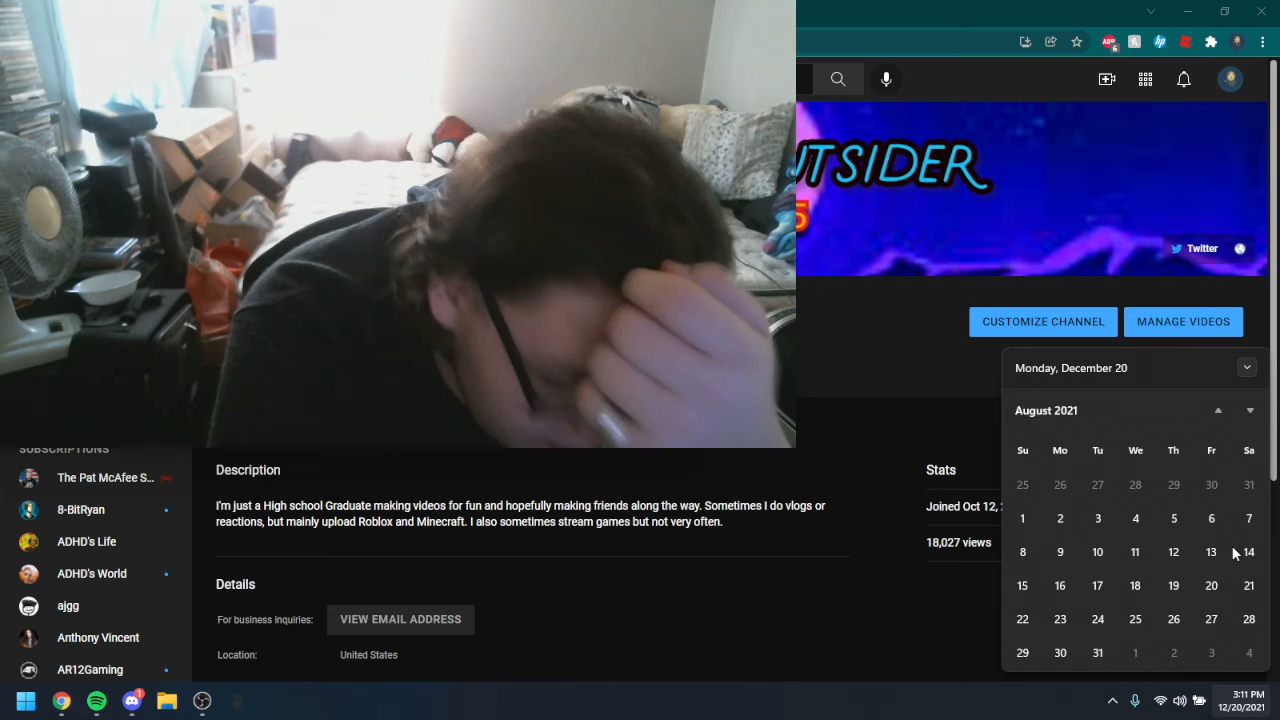 UTSIDER
5
Twitter
CUSTOMIZE CHANNEL
MANAGE VIDEOS
Monday, December 20
August 2021
Su Mo Tu We Th Fr Sa
25 26 27 28 29 30 31
1 2 3 4 5 6 7
8 9 10 11 12 13 14
15 16 17 18 19 20 21
22 23 24 25 26 27 28
29 30 31 1 2 3 4
SUBSCRIPTIONS
The Pat McAfee S...
8-BitRyan
ADHD's Life
ADHD's World
ajgg
Anthony Vincent
AR12Gaming
Description
I'm just a High school Graduate making videos for fun and hopefully making friends along the way. Sometimes I do vlogs or
reactions, but mainly upload Roblox and Minecraft. I also sometimes stream games but not very often.
Details
For business inquiries:
VIEW EMAIL ADDRESS
Location:
United States
Stats
Joined Oct 12,
18,027 views
3:11 PM
12/20/2021